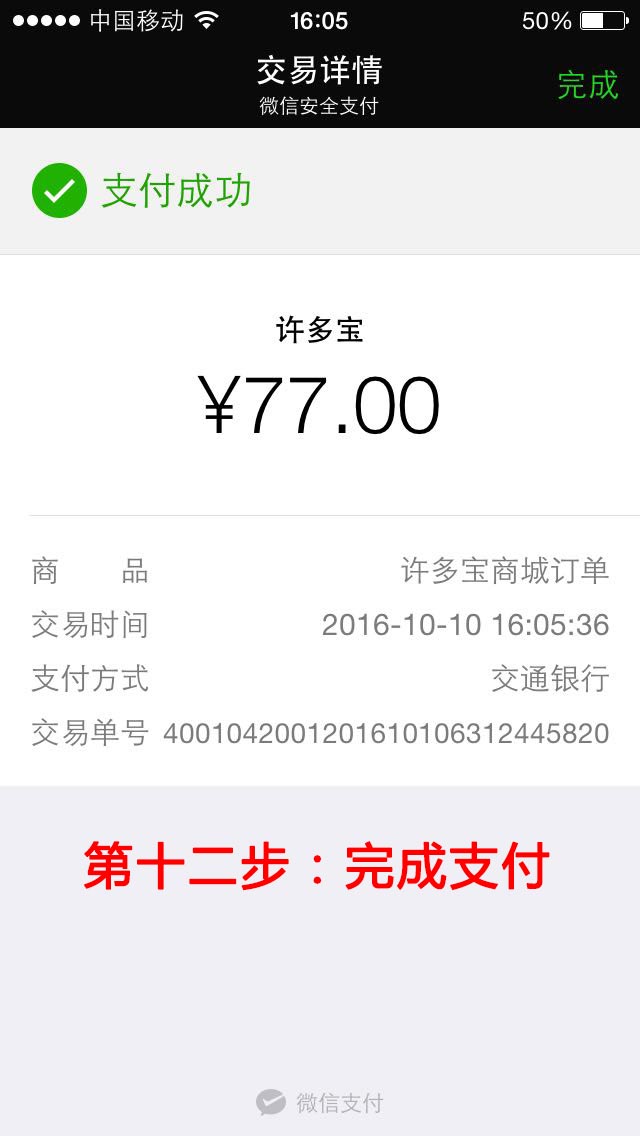 中国移动 16:05 50%
交易详情
微信安全支付
完成
支付成功
许多宝
¥77.00
商 品 许多宝商城订单
交易时间 2016-10-10 16:05:36
支付方式 交通银行
交易单号 4001042001201610106312445820
第十二步：完成支付
微信支付